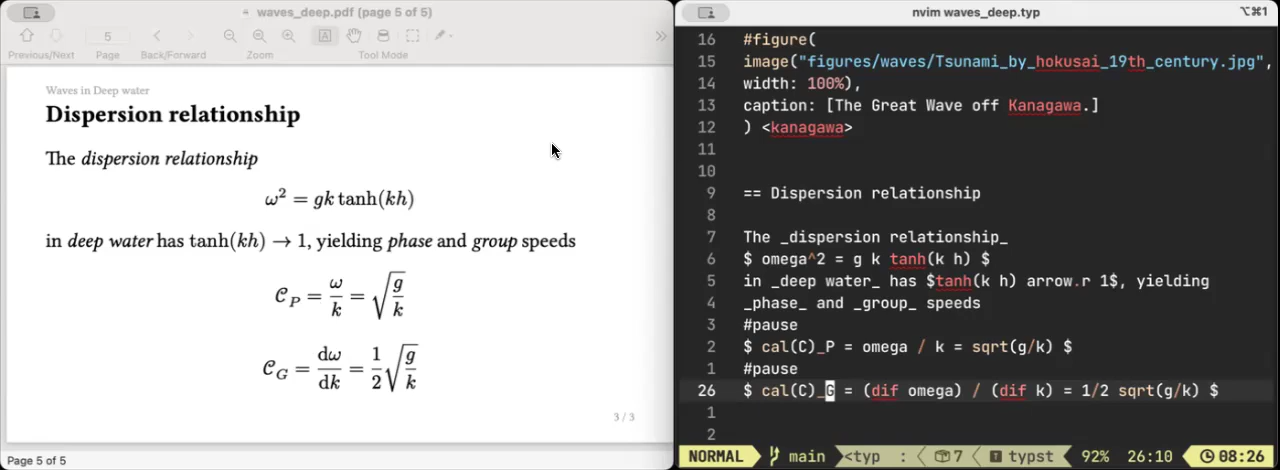 waves_deep.pdf (page 5 of 5)
5
Previous/Next Page Back/Forward Zoom Tool Mode
Waves in Deep water
Dispersion relationship
The dispersion relationship
ω² = gk tanh(kh)
in deep water has tanh(kh) → 1, yielding phase and group speeds
𝒞_P = ω/k = √(g/k)
𝒞_G = dω/dk = 1/2 √(g/k)
3 / 3
Page 5 of 5
nvim waves_deep.typ ⌥⌘1
16 #figure(
15 image("figures/waves/Tsunami_by_hokusai_19th_century.jpg",
14 width: 100%),
13 caption: [The Great Wave off Kanagawa.]
12 ) <kanagawa>
11
10
9 == Dispersion relationship
8
7 The _dispersion relationship_
6 $ omega^2 = g k tanh(k h) $
5 in _deep water_ has $tanh(k h) arrow.r 1$, yielding
4 _phase_ and _group_ speeds
3 #pause
2 $ cal(C)_P = omega / k = sqrt(g/k) $
1 #pause
26 $ cal(C)_G = (dif omega) / (dif k) = 1/2 sqrt(g/k) $
1
2
NORMAL main <typ : 7 typst 92% 26:10 08:26